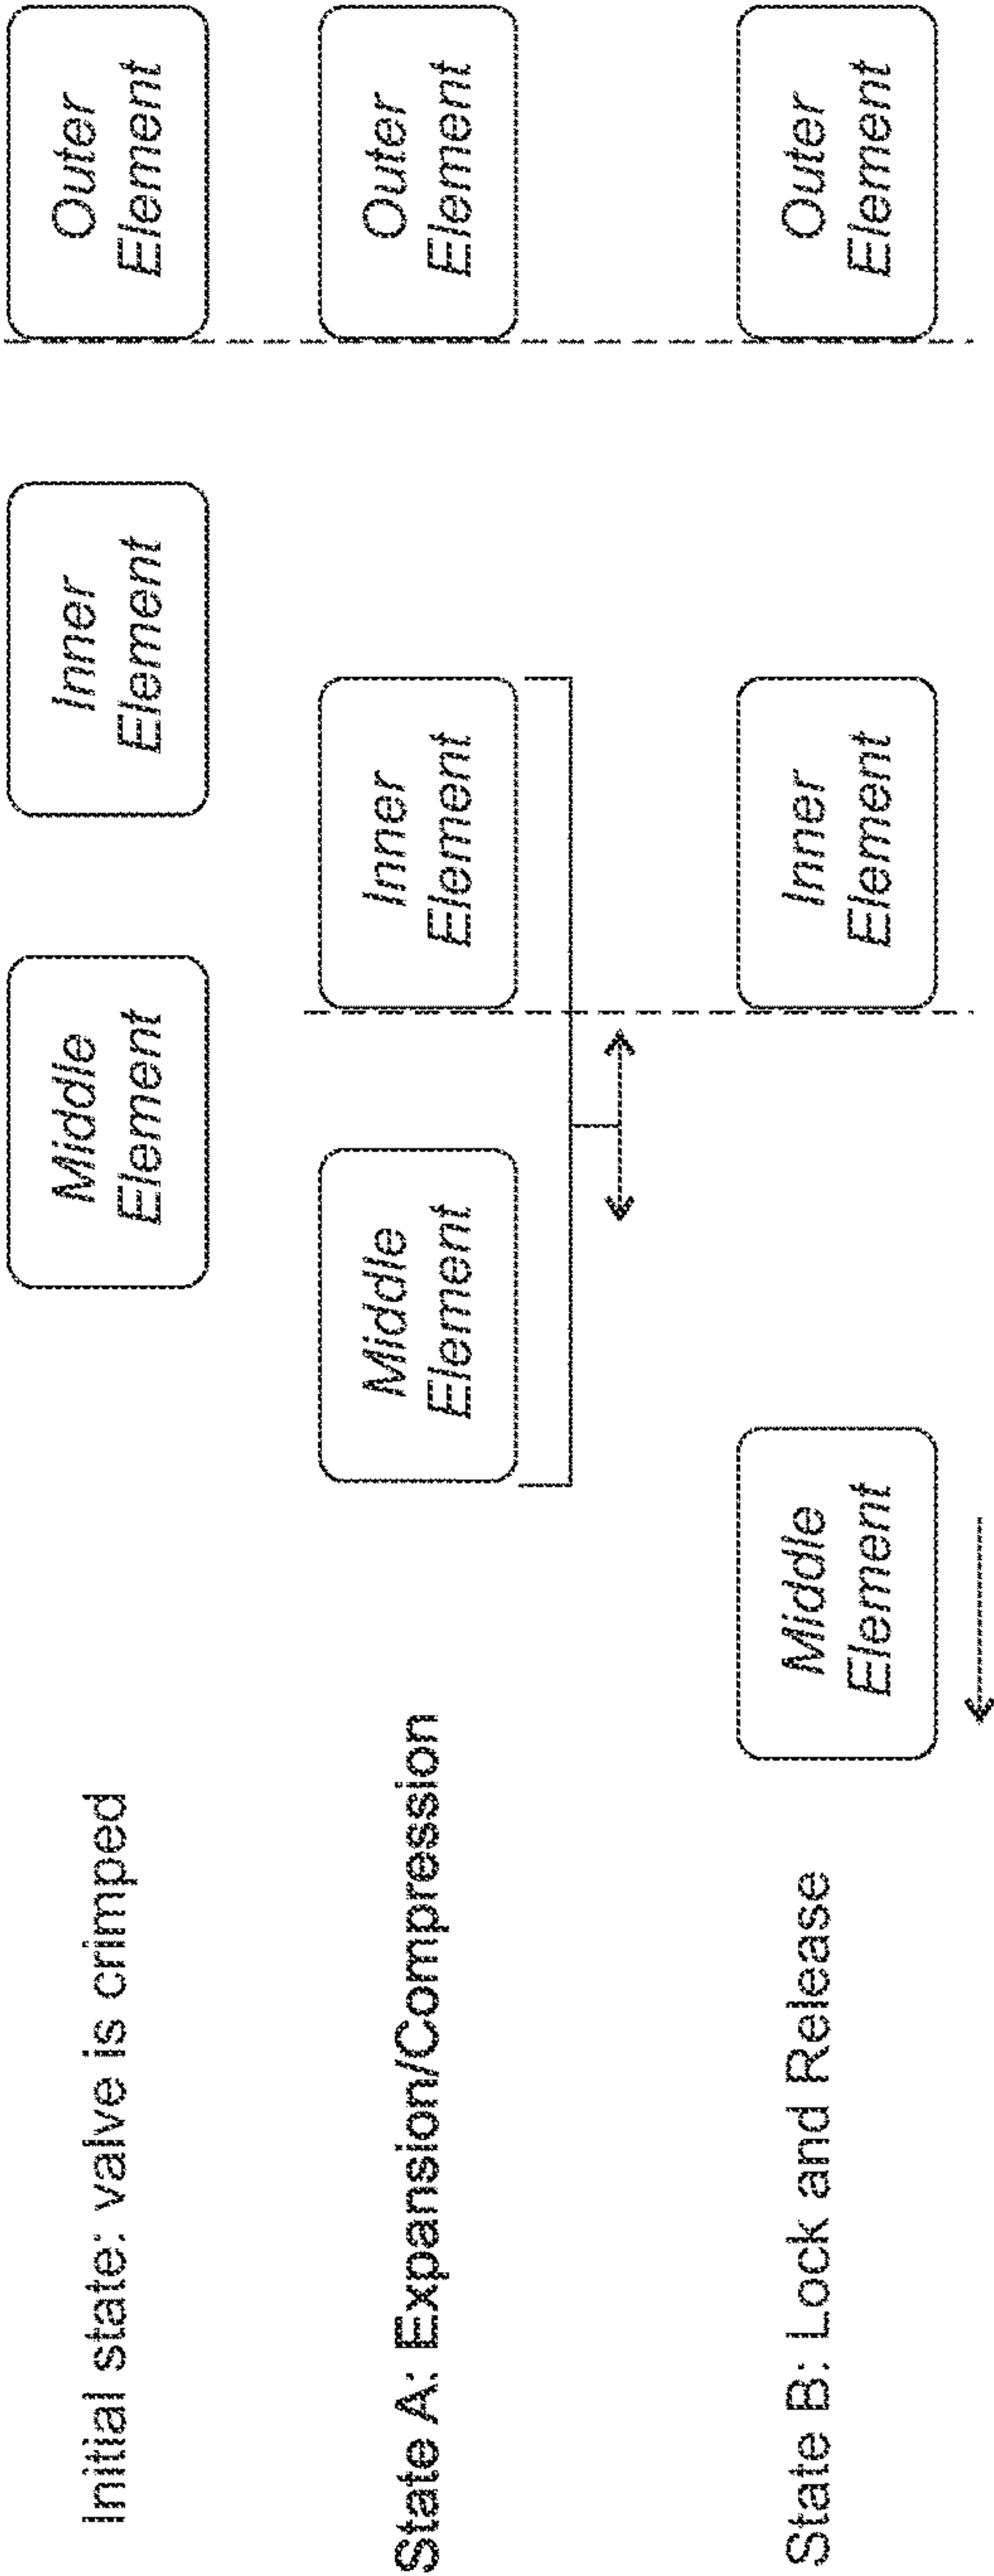 Initial state: valve is crimped
Middle
Element
Inner
Element
Outer
Element
State A: Expansion/Compression
Middle
Element
Inner
Element
Outer
Element
State B: Lock and Release
Middle
Element
Inner
Element
Outer
Element